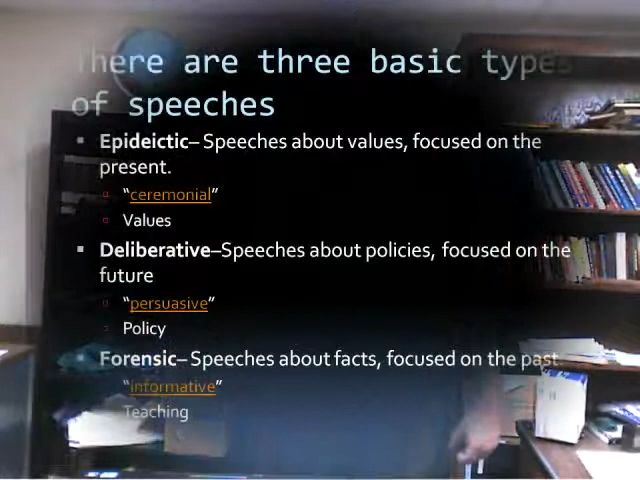 There are three basic types
of speeches
Epideictic– Speeches about values, focused on the
present.
“ceremonial”
Values
Deliberative–Speeches about policies, focused on the
future
“persuasive”
Policy
Forensic– Speeches about facts, focused on the past
“informative”
Teaching